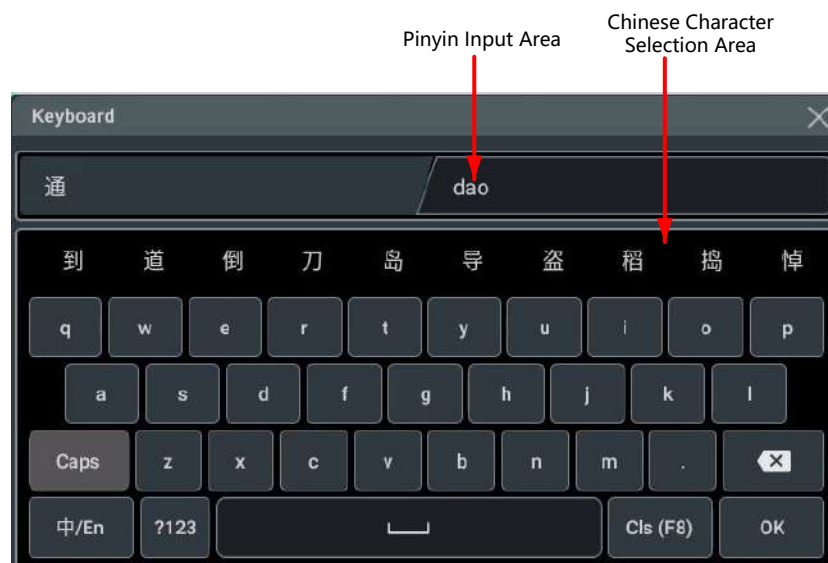 Pinyin Input Area
Chinese Character
Selection Area
Keyboard
通 dao
到 道 倒 刀 岛 导 盗 稻 捣 悼
q w e r t y u i o p
a s d f g h j k l
Caps z x c v b n m .
中/En ?123 Cls (F8) OK